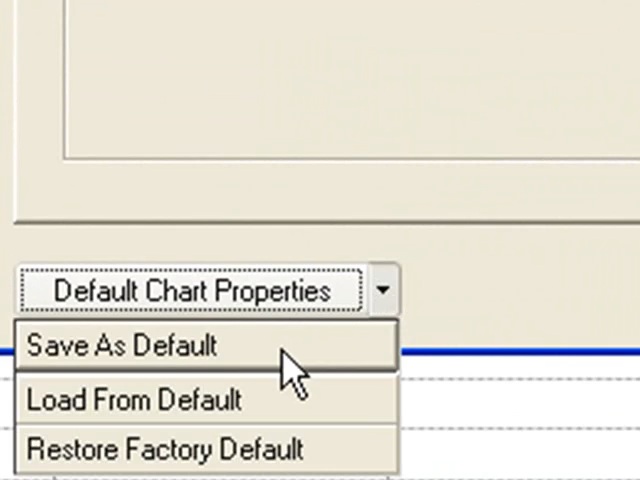 Default Chart Properties
Save As Default
Load From Default
Restore Factory Default